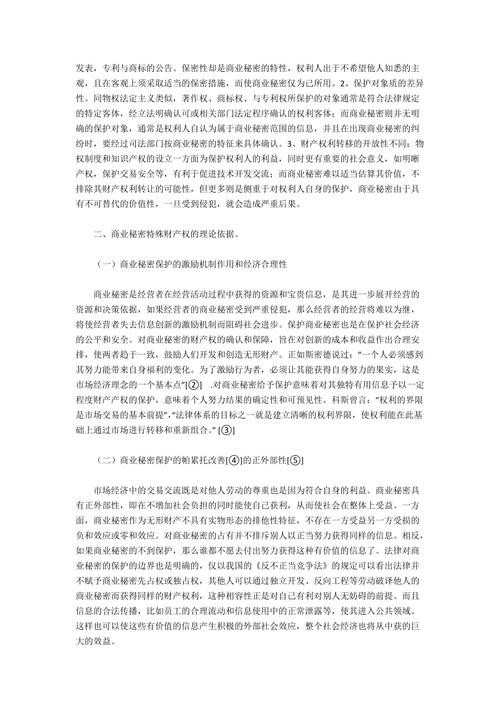 发表，专利与商标的公告。保密性却是商业秘密的特性，权利人出于不希望他人知悉的主
观，且在客观上须采取适当的保密措施，而使商业秘密仅为己所用。2、保护对象质的差异
性。同物权法定主义类似，著作权、商标权、与专利权所保护的对象通常是符合法律规定
的特定客体，经立法明确认可或相关部门法定程序确认的权利客体；而商业秘密则并无明
确的保护对象，通常是权利人自认为属于商业秘密范围的信息，并且在出现商业秘密的纠
纷时，要经过司法部门按商业秘密的特征来具体确认。3、财产权利转移的开放性不同：物
权制度和知识产权的设立一方面为保护权利人的利益，同时更有重要的社会意义，如明晰
产权，保护交易安全等，有利于促进技术开发交流；而商业秘密难以适当估算其价值，不
排除其财产权利转让的可能性，但更多则是侧重于对权利人自身的保护，商业秘密由于具
有不可替代的价值性，一旦受到侵犯，就会造成严重后果。
二、商业秘密特殊财产权的理论依据。
（一）商业秘密保护的激励机制作用和经济合理性
商业秘密是经营者在经营活动过程中获得的资源和宝贵信息，是其进一步展开经营的
资源和决策依据，如果经营者的商业秘密受到严重侵犯，那么经营者的经营将难以为继，
将使经营者失去信息创新的激励机制而阻碍社会进步。保护商业秘密也是在保护社会经济
的公平和安全。对商业秘密的财产权的确认和保障，旨在对创新的成本和收益作出合理安
排，使两者趋于一致，鼓励人们开发和创造无形财产。正如斯密德说过：“一个人必须感到
其努力能带来自身福利的变化。为了激励行为者，必须让其能获得自身努力的果实，这是
市场经济理念的一个基本点”[②] .对商业秘密给予保护意味着对其独特有用信息予以一定
程度财产产权的保护，意味着个人努力结果的确定性和可预见性。科斯曾言：“权利的界限
是市场交易的基本前提”，“法律体系的目标之一就是建立清晰的权利界限，使权利能在此基
础上通过市场进行转移和重新组合。” [③]
（二）商业秘密保护的帕累托改善[④]的正外部性[⑤]
市场经济中的交易交流既是对他人劳动的尊重也是因为符合自身的利益。商业秘密具
有正外部性，即在不增加社会负担的同时能使自己获利，从而使社会在整体上受益。一方
面，商业秘密作为无形财产不具有实物形态的排他性特征，不存在一方受益另一方受损的
负和效应或零和效应。对商业秘密的占有并不排斥别人以正当努力获得同样的信息。相反，
如果商业秘密的不到保护，那么谁都不愿去付出努力获得这种有价值的信息了。法律对商
业秘密的保护的边界也是明确的，仅以我国的《反不正当竞争法》的规定可以看出法律并
不赋予商业秘密先占权或独占权，其他人可以通过独立开发、反向工程等劳动破译他人的
商业秘密而获得同样的财产权利，这种相容性正是对自己有利对别人无妨碍的前提。而且
信息的合法传播，比如员工的合理流动和信息使用中的正常泄露等，使其进入公共领域。
这样也可以使这些有价值的信息产生积极的外部社会效应，整个社会经济也将从中获的巨
大的效益。